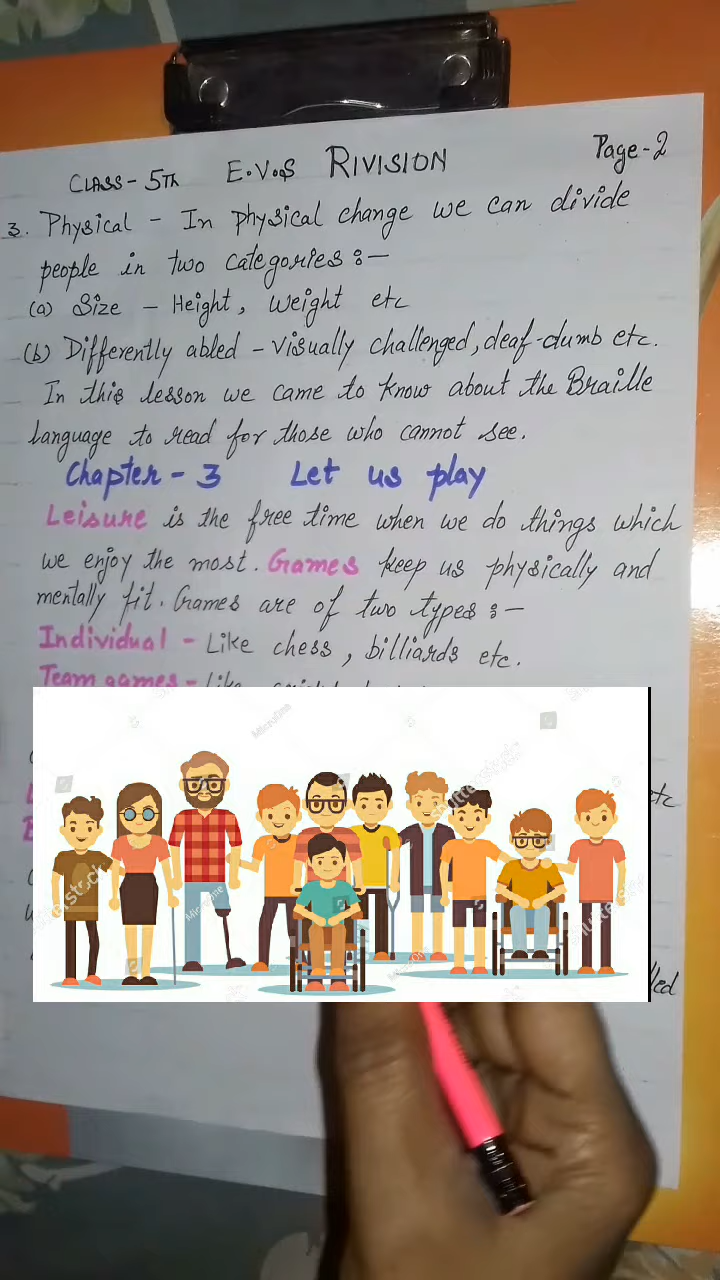 CLASS - 5TH E.V.S RIVISION Page-2
3. Physical - In physical change we can divide
people in two categories :-
(a) Size - Height, weight etc
(b) Differently abled - visually challenged, deaf-dumb etc.
In this lesson we came to know about the Braille
language to read for those who cannot see.
Chapter - 3 Let us play
Leisure is the free time when we do things which
we enjoy the most. Games keep us physically and
mentally fit. Games are of two types :-
Individual - Like chess, billiards etc.
Team games - Like
etc